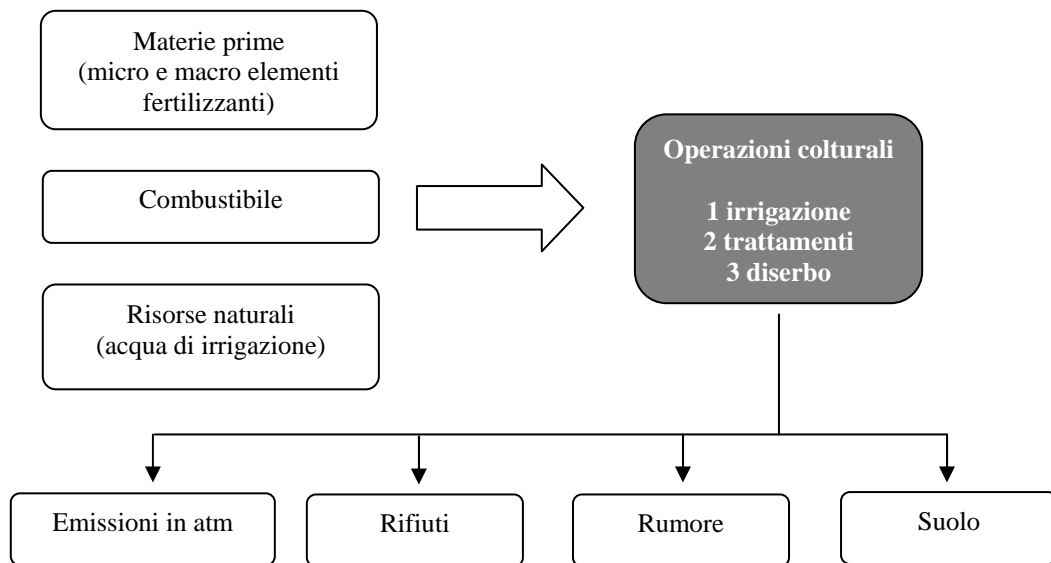 Materie prime
(micro e macro elementi
fertilizzanti)
Combustibile
Risorse naturali
(acqua di irrigazione)
Operazioni colturali
1 irrigazione
2 trattamenti
3 diserbo
Emissioni in atm
Rifiuti
Rumore
Suolo